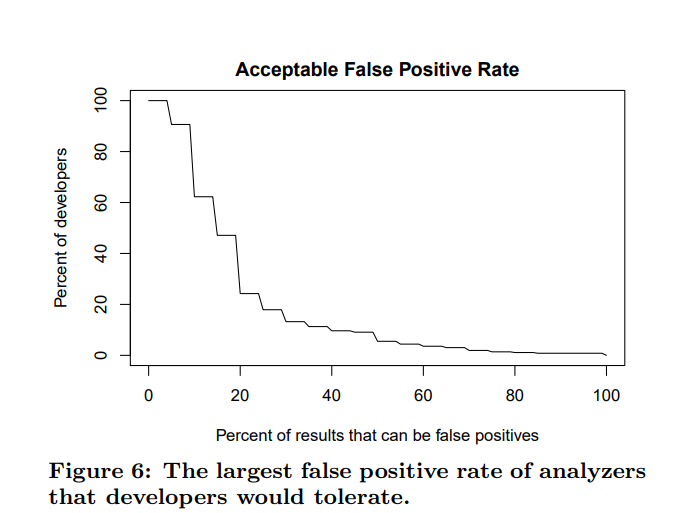 Acceptable False Positive Rate
Percent of developers
100
80
60
40
20
0
0 20 40 60 80 100
Percent of results that can be false positives
Figure 6: The largest false positive rate of analyzers
that developers would tolerate.